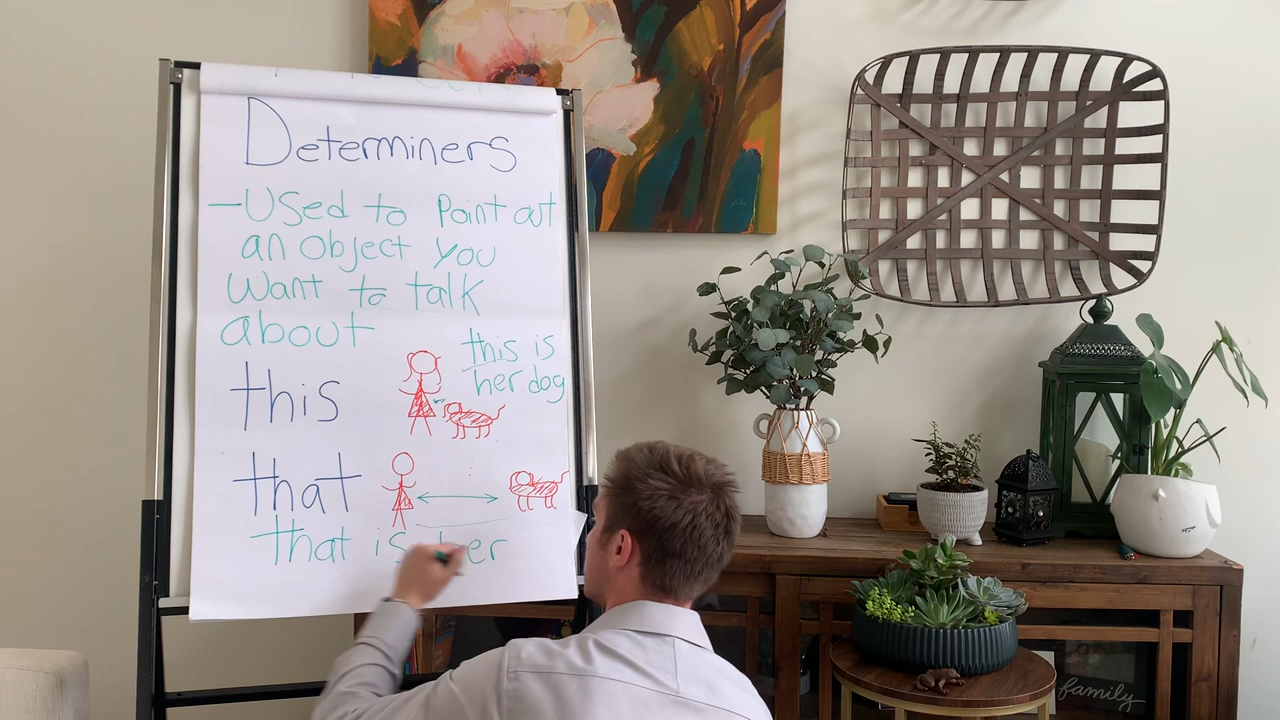 Determiners
-Used to point out
an object you
want to talk
about
this is
her dog
this
that
that is her
family